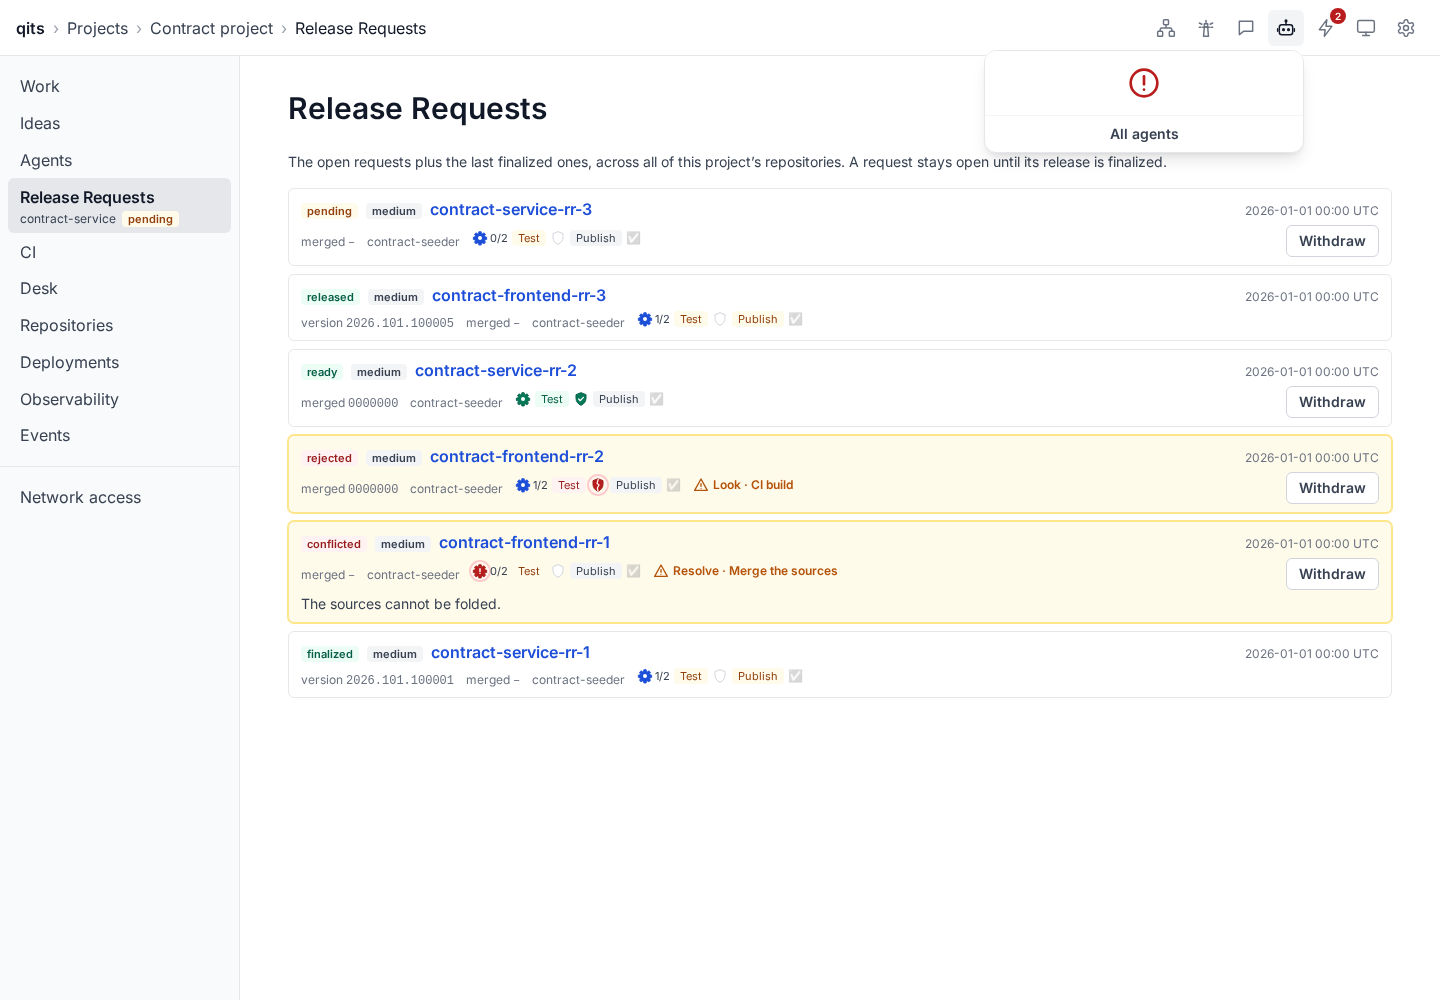 qits › Projects › Contract project › Release Requests
2
All agents
Work
Ideas
Agents
Release Requests
contract-service pending
CI
Desk
Repositories
Deployments
Observability
Events
Network access
Release Requests
The open requests plus the last finalized ones, across all of this project’s repositories. A request stays open until its release is finalized.
pending medium contract-service-rr-3 2026-01-01 00:00 UTC
merged – contract-seeder 0/2 Test Publish Withdraw
released medium contract-frontend-rr-3 2026-01-01 00:00 UTC
version 2026.101.100005 merged – contract-seeder 1/2 Test Publish
ready medium contract-service-rr-2 2026-01-01 00:00 UTC
merged 0000000 contract-seeder Test Publish Withdraw
rejected medium contract-frontend-rr-2 2026-01-01 00:00 UTC
merged 0000000 contract-seeder 1/2 Test Publish Look · CI build Withdraw
conflicted medium contract-frontend-rr-1 2026-01-01 00:00 UTC
merged – contract-seeder 0/2 Test Publish Resolve · Merge the sources Withdraw
The sources cannot be folded.
finalized medium contract-service-rr-1 2026-01-01 00:00 UTC
version 2026.101.100001 merged – contract-seeder 1/2 Test Publish